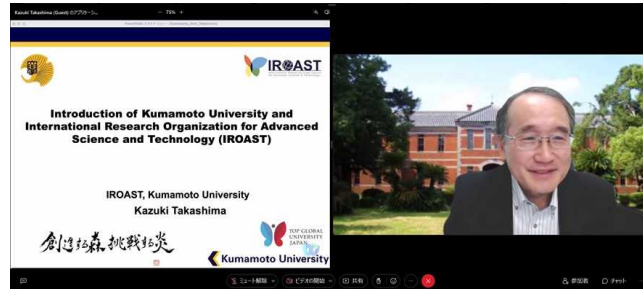 Kazuki Takashima (Guest) のアプリケーシ...
— 75% +
IROAST
Introduction of Kumamoto University and
International Research Organization for Advanced
Science and Technology (IROAST)
IROAST, Kumamoto University
Kazuki Takashima
創造する森 挑戦する炎
TOP GLOBAL
UNIVERSITY
JAPAN
Kumamoto University
ミュート解除
ビデオの開始
共有
参加者
チャット